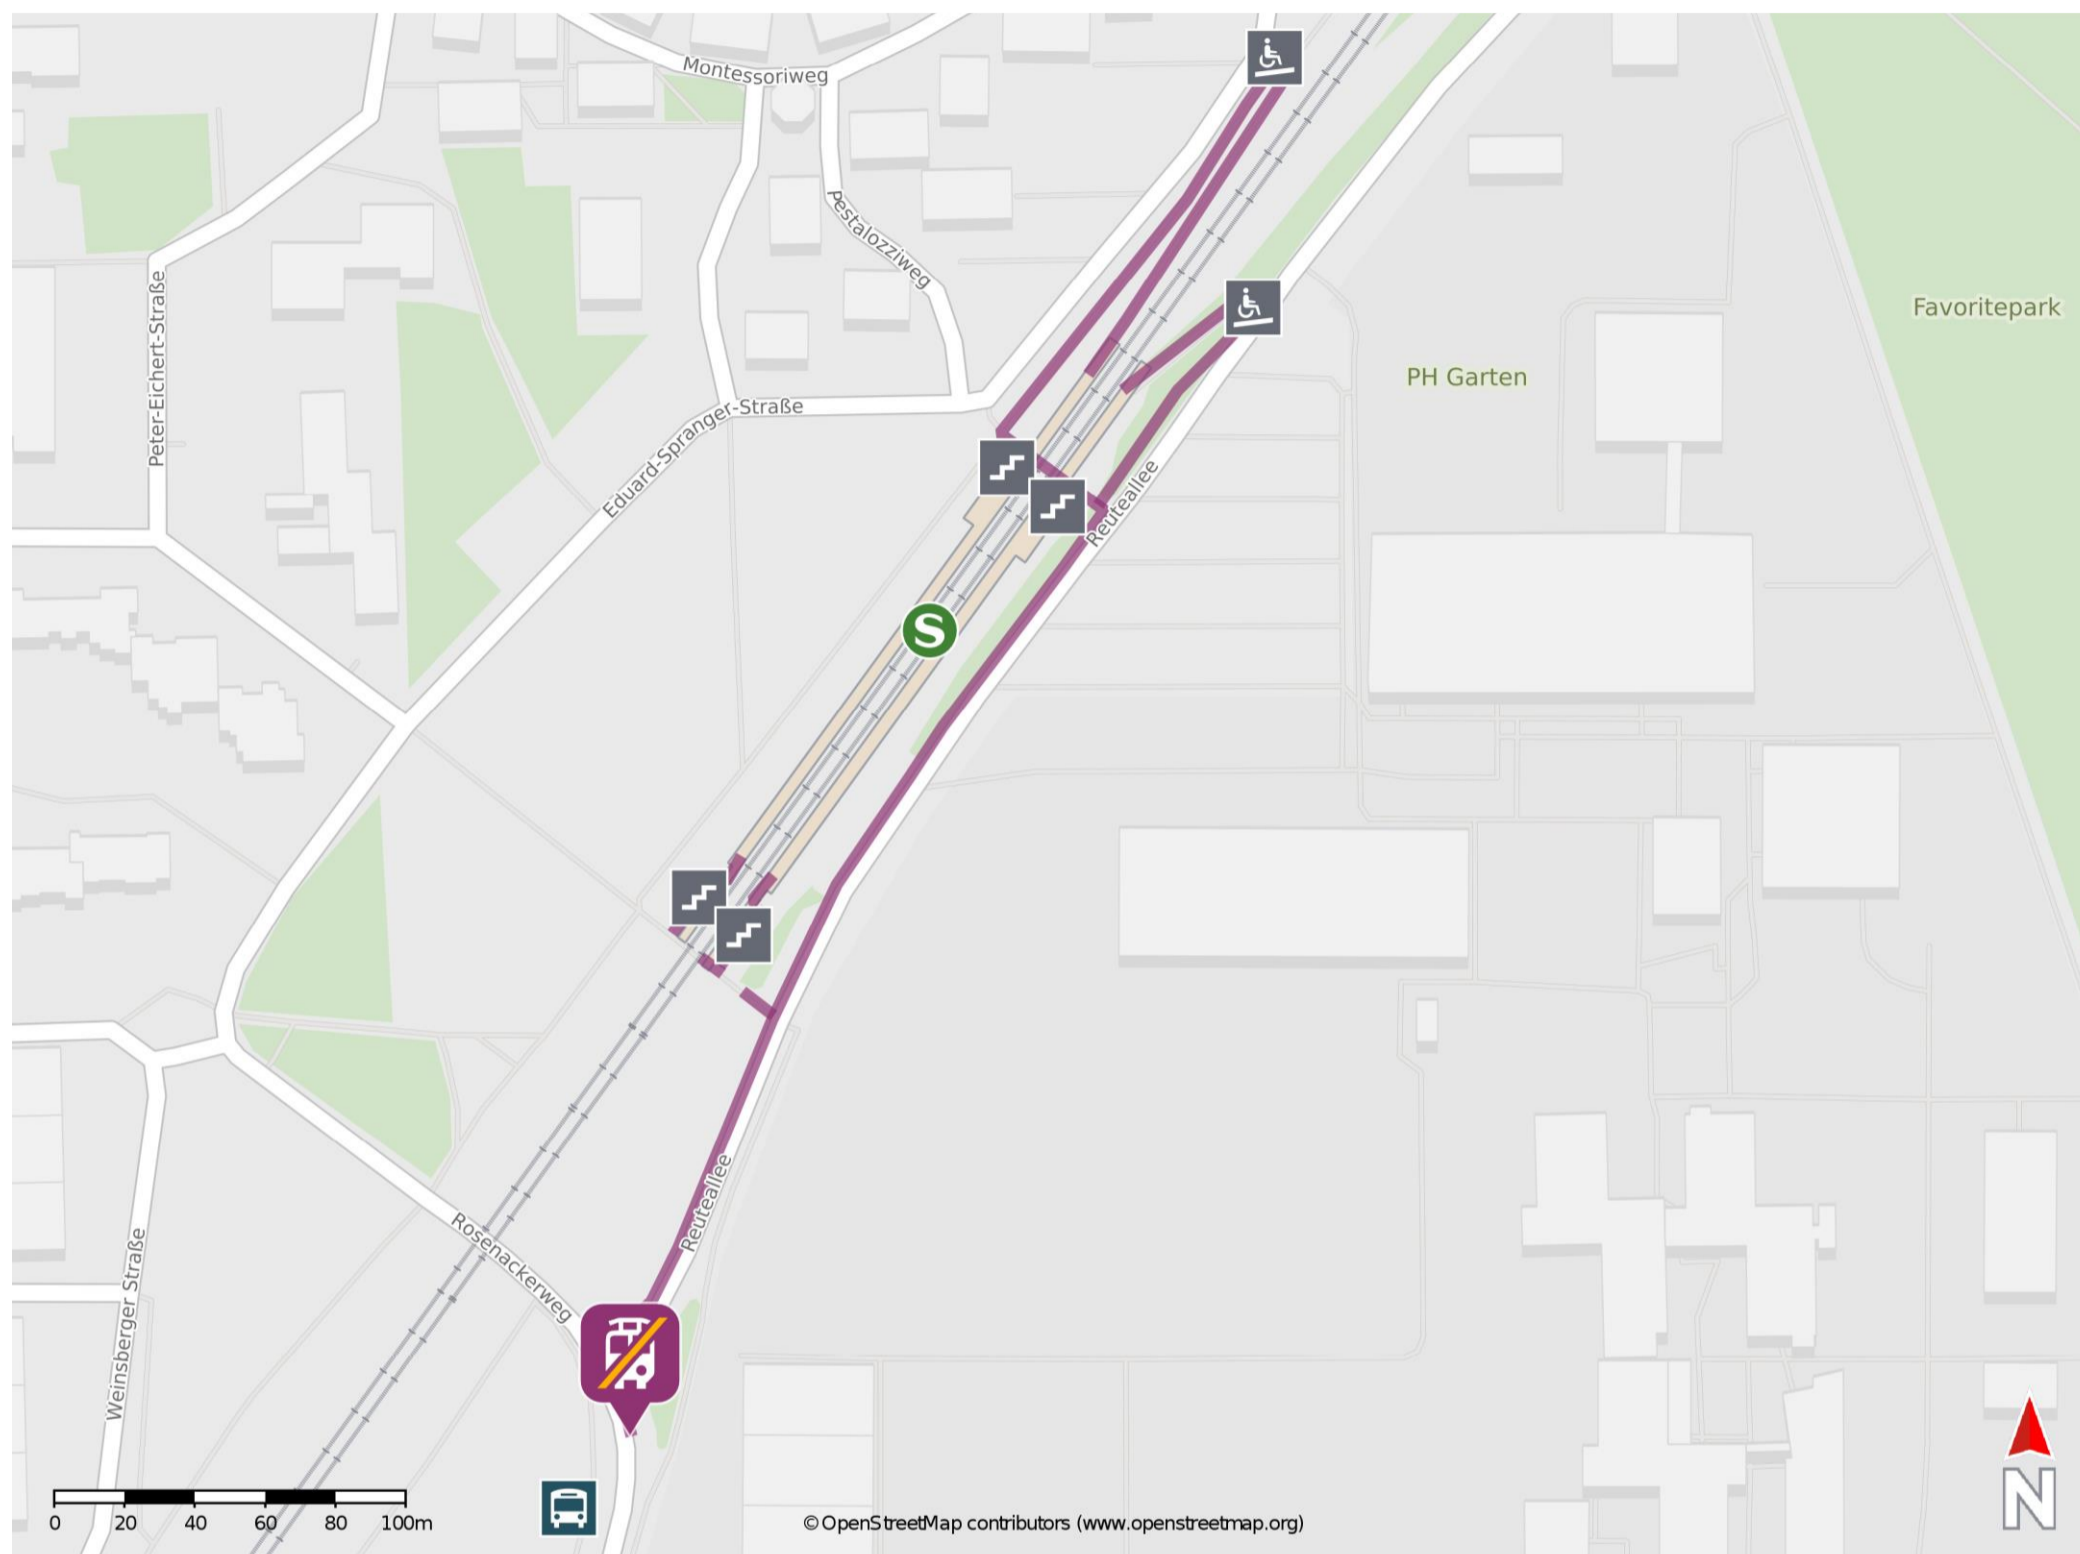 Montessoriweg
Pestalozziweg
Peter-Eichert-Straße
Favoritepark
PH Garten
Eduard-Spranger-Straße
Reuteallee
S
Reuteallee
Rosenackerweg
Weinsberger Straße
0 20 40 60 80 100m
© OpenStreetMap contributors (www.openstreetmap.org)
N